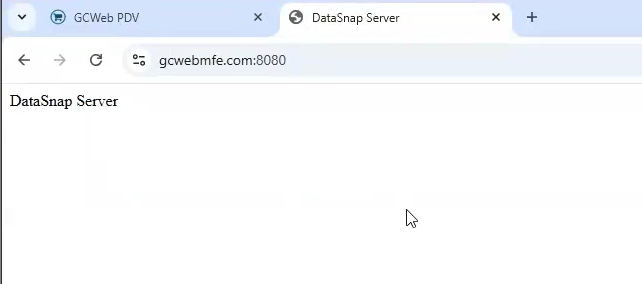 GCWeb PDV
DataSnap Server
gcwebmfe.com:8080
DataSnap Server